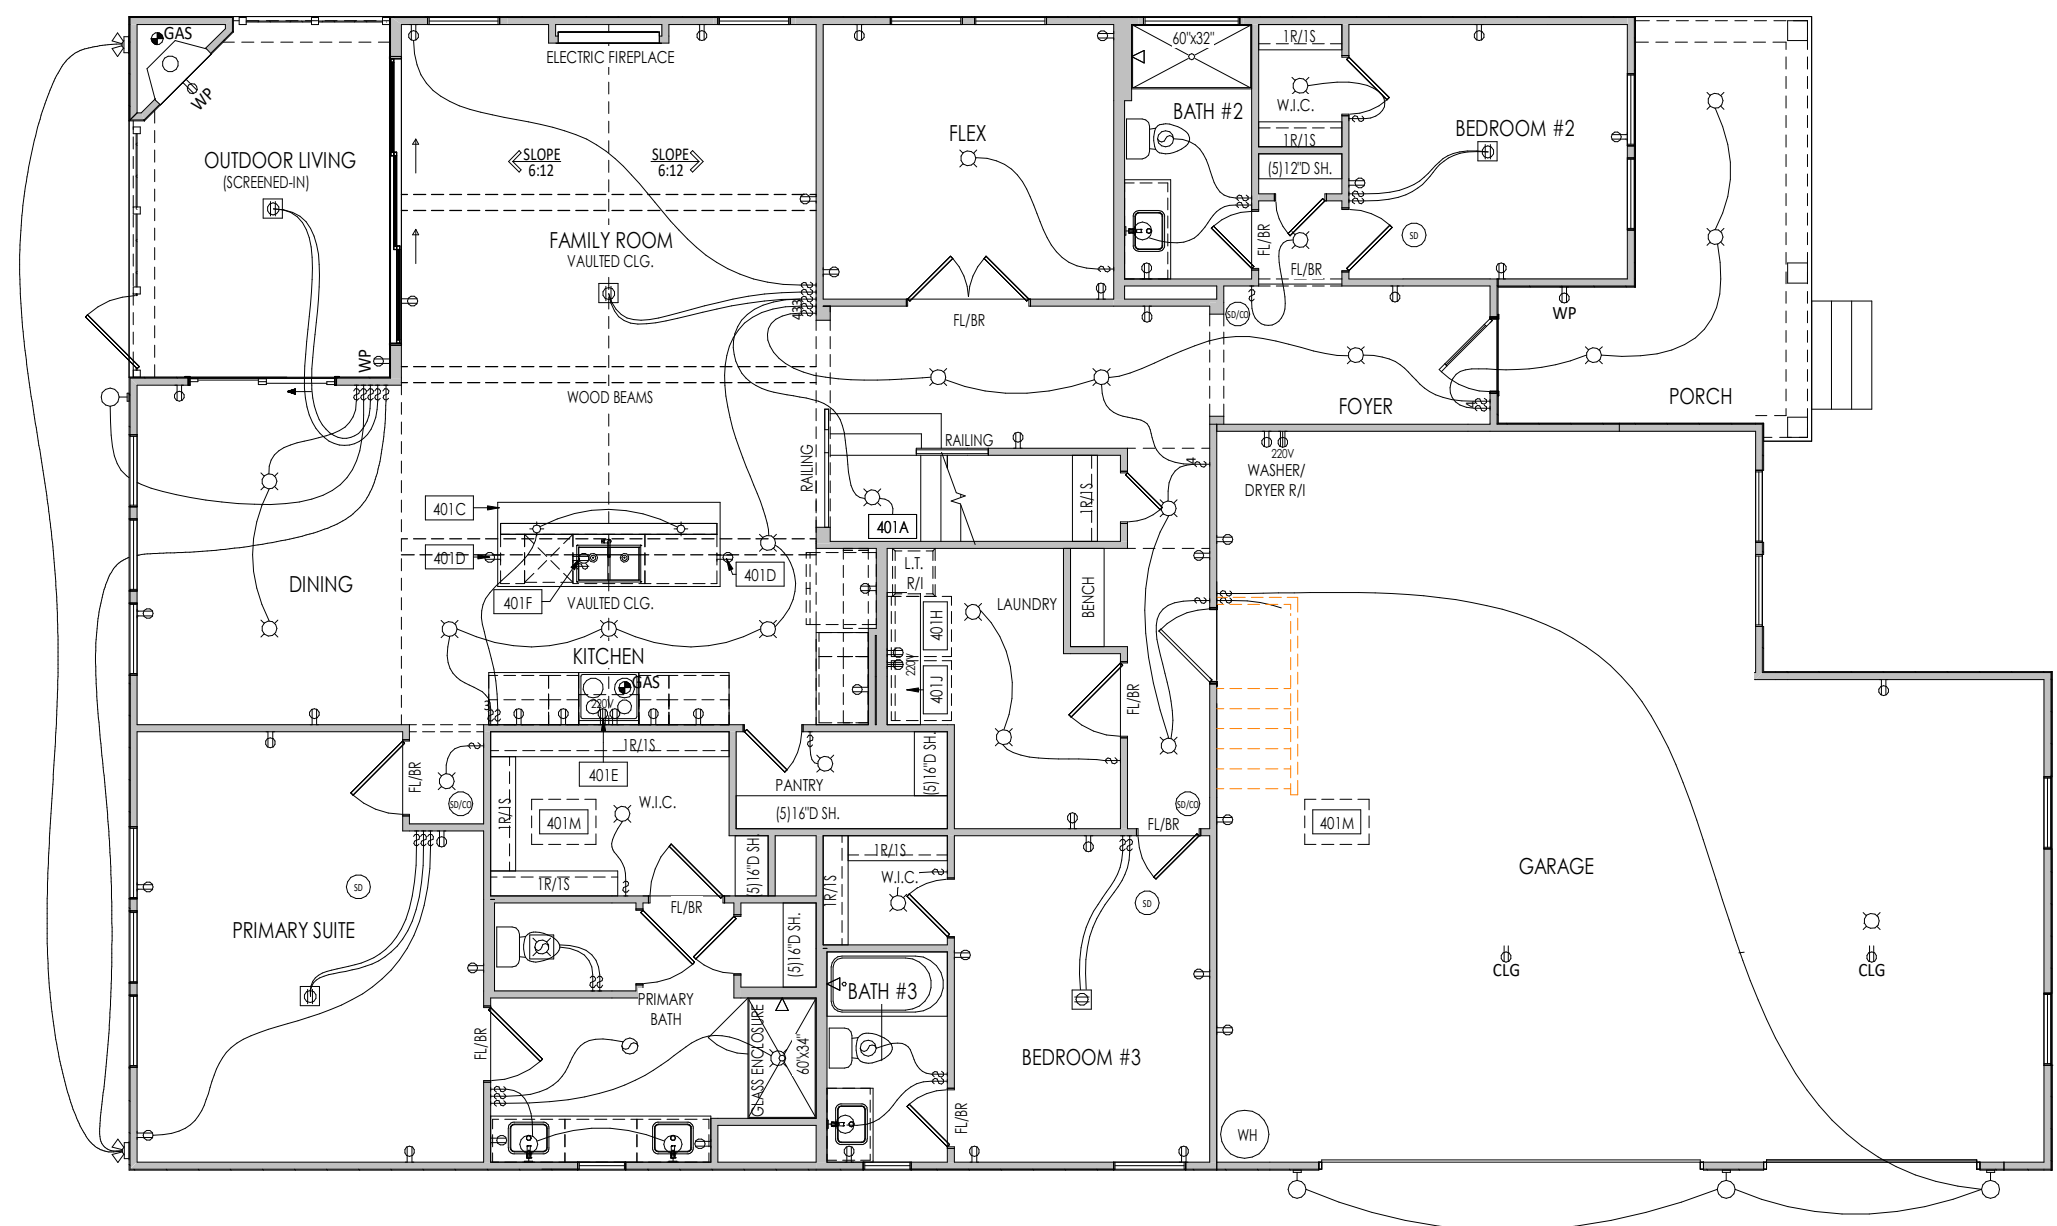 GAS
WP
OUTDOOR LIVING
(SCREENED-IN)
WP
ELECTRIC FIREPLACE
SLOPE
6:12
SLOPE
6:12
FAMILY ROOM
VAULTED CLG.
WOOD BEAMS
FLEX
FL/BR
60"x32"
BATH #2
1R/1S
W.I.C.
1R/1S
(5)12"D SH.
FL/BR
FL/BR
BEDROOM #2
SD
SD/CO
WP
FOYER
PORCH
4
4
3
3
RAILING
RAILING
401A
1R/1S
4
220V
WASHER/
DRYER R/I
401C
401D
401D
401F
VAULTED CLG.
DINING
KITCHEN
GAS
220V
3
401E
L.T.
R/I
401H
401J
220V
LAUNDRY
BENCH
FL/BR
FL/BR
SD/CO
1R/1S
1R/1S
1R/1S
401M
W.I.C.
PANTRY
(5)16"D SH.
(5)16"D SH.
(5)16"D SH.
SD/CO
FL/BR
401M
GARAGE
CLG
CLG
SD
PRIMARY SUITE
FL/BR
(5)16"D SH.
1R/1S
1R/1S
W.I.C.
SD
PRIMARY
BATH
FL/BR
GLASS ENCLOSURE
60"x34"
BATH #3
BEDROOM #3
FL/BR
WH